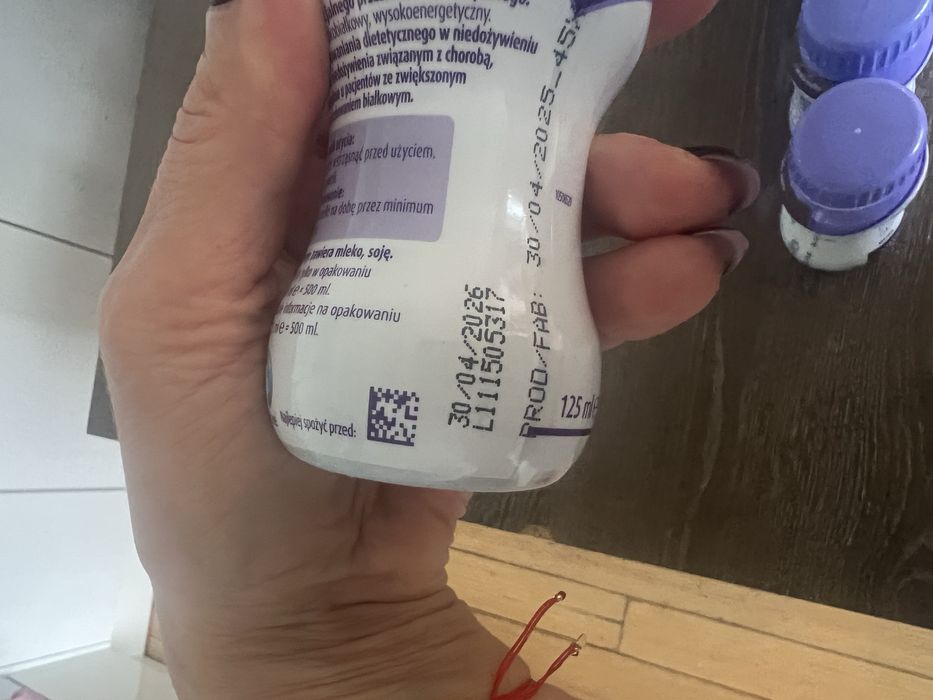 wysokoenergetyczny.
dietetycznego w niedożywieniu
związanym z chorobą,
u pacjentów ze zwiększonym
białkowym.
przed użyciem.
na dobę przez minimum
zawiera mleko, soję.
w opakowaniu
e = 500 ml.
informacje na opakowaniu
e = 500 ml.
Najlepiej spożyć przed:
30/04/2026
L111505317
PROD/FAB: 30/04/2025-45
125 ml